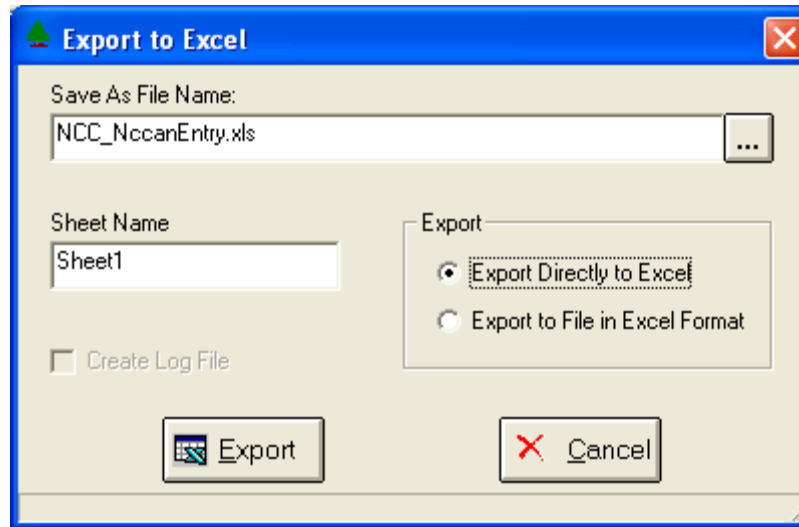 Export to Excel
Save As File Name:
NCC_NccanEntry.xls
...
Sheet Name
Sheet1
Export
Export Directly to Excel
Export to File in Excel Format
Create Log File
Export
Cancel